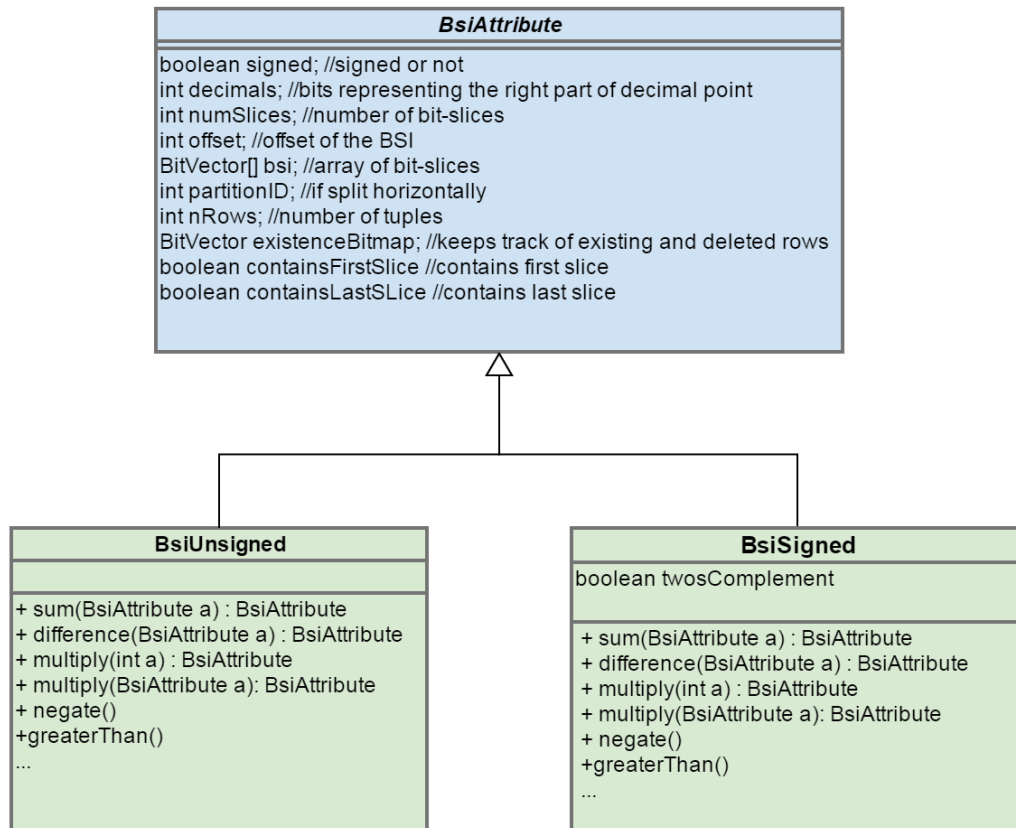 BsiAttribute
boolean signed; //signed or not
int decimals; //bits representing the right part of decimal point
int numSlices; //number of bit-slices
int offset; //offset of the BSI
BitVector[] bsi; //array of bit-slices
int partitionID; //if split horizontally
int nRows; //number of tuples
BitVector existenceBitmap; //keeps track of existing and deleted rows
boolean containsFirstSlice //contains first slice
boolean containsLastSLice //contains last slice
BsiUnsigned
+ sum(BsiAttribute a) : BsiAttribute
+ difference(BsiAttribute a) : BsiAttribute
+ multiply(int a) : BsiAttribute
+ multiply(BsiAttribute a): BsiAttribute
+ negate()
+greaterThan()
...
BsiSigned
boolean twosComplement
+ sum(BsiAttribute a) : BsiAttribute
+ difference(BsiAttribute a) : BsiAttribute
+ multiply(int a) : BsiAttribute
+ multiply(BsiAttribute a): BsiAttribute
+ negate()
+greaterThan()
...